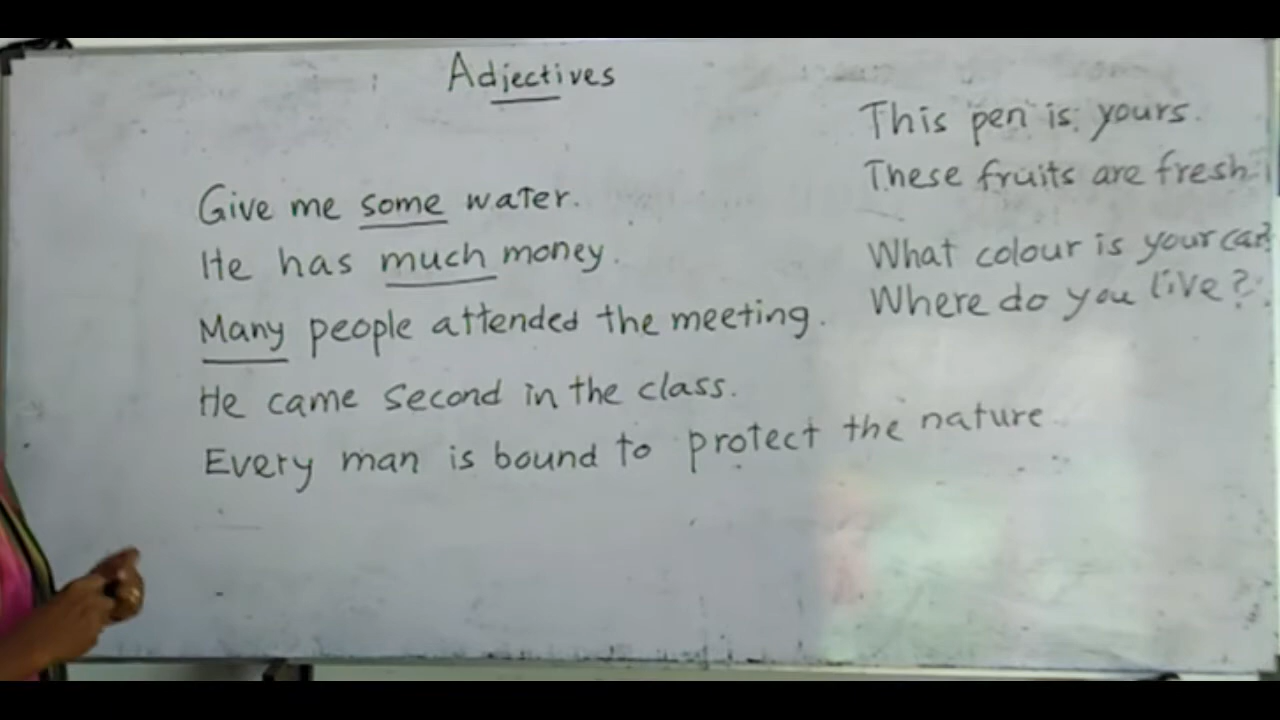 Adjectives
Give me some water.
He has much money.
Many people attended the meeting.
He came second in the class.
Every man is bound to protect the nature
This pen is yours.
These fruits are fresh
What colour is your car?
Where do you live?